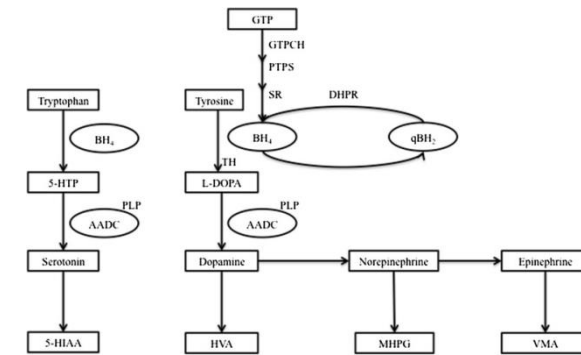 GTP
GTPCH
PTPS
SR
DHPR
Tryptophan
Tyrosine
BH₄
BH₄
qBH₂
TH
5-HTP
L-DOPA
PLP
AADC
PLP
AADC
Serotonin
Dopamine
Norepinephrine
Epinephrine
5-HIAA
HVA
MHPG
VMA